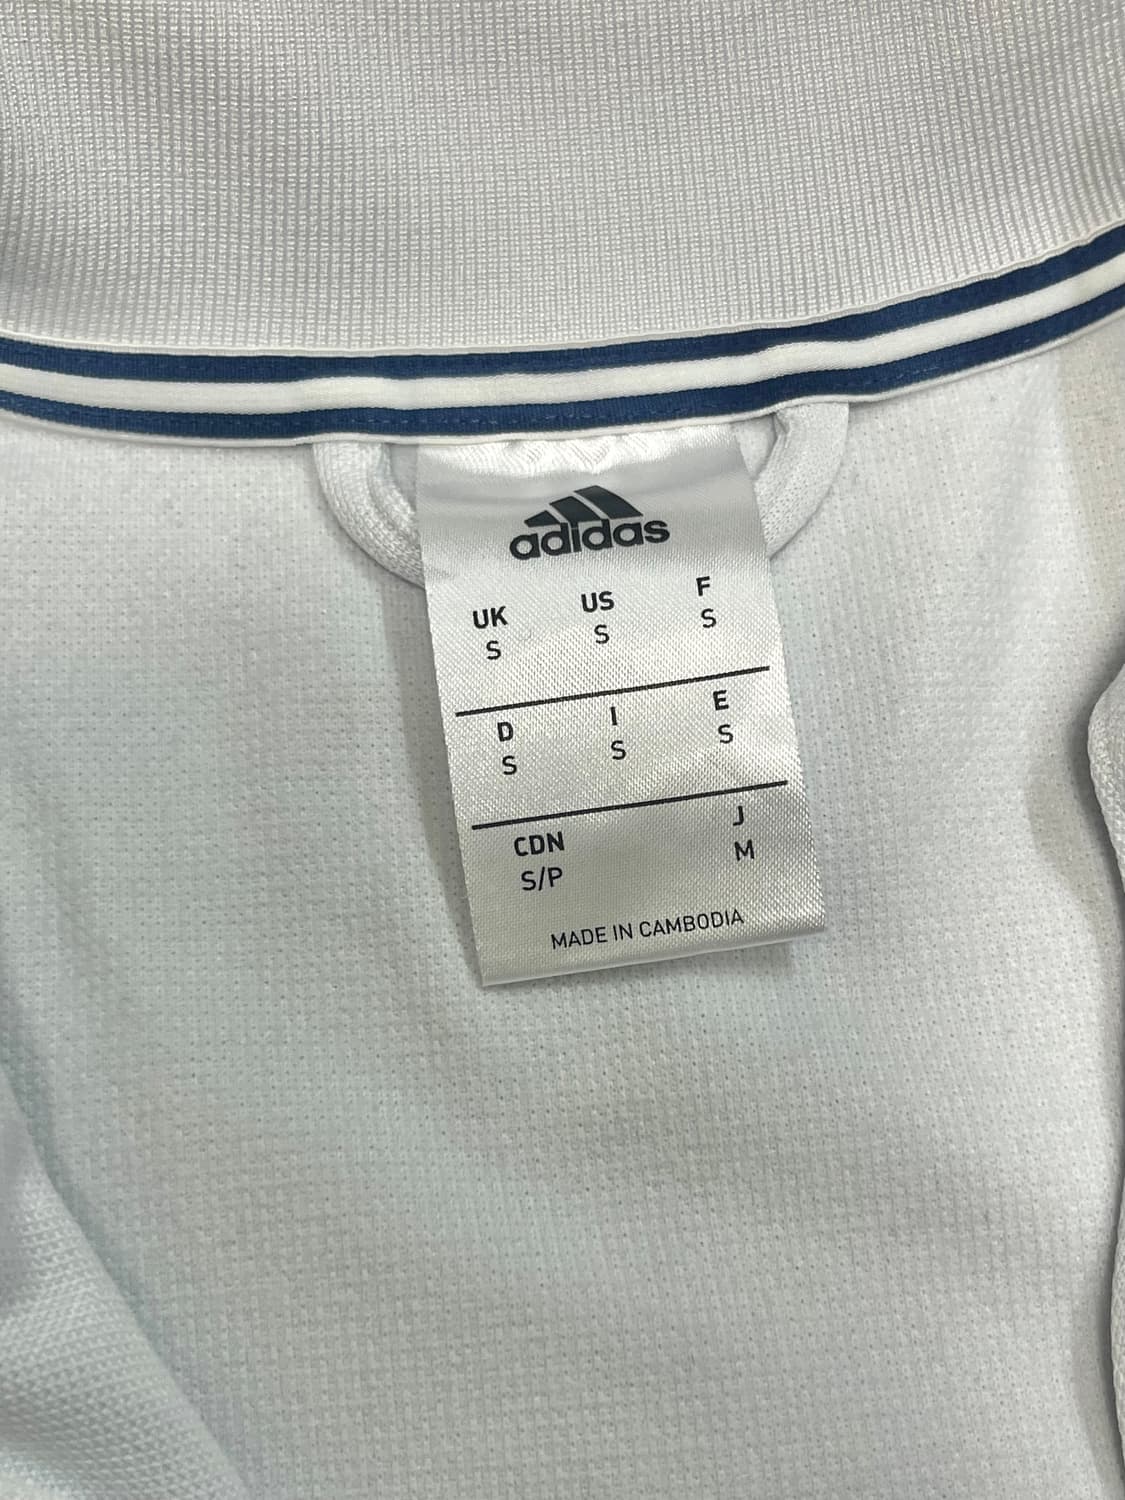 adidas
UK US F
S S S
D I E
S S S
CDN J
S/P M
MADE IN CAMBODIA